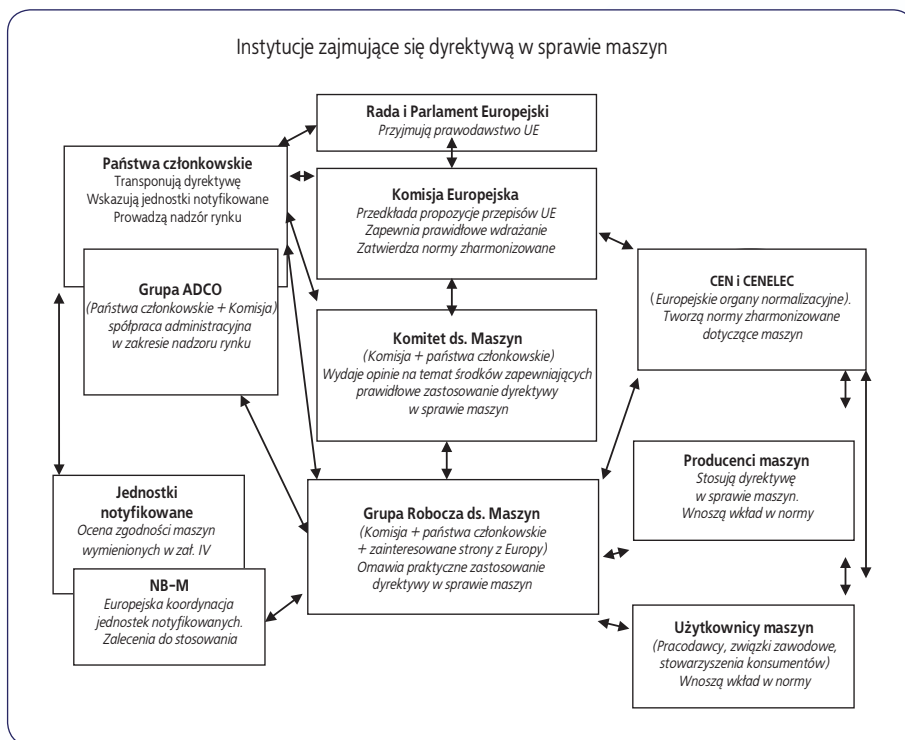 Instytucje zajmujące się dyrektywą w sprawie maszyn
Rada i Parlament Europejski
Przyjmują prawodawstwo UE
Państwa członkowskie
Transponują dyrektywę
Wskazują jednostki notyfikowane
Prowadzą nadzór rynku
Komisja Europejska
Przedkłada propozycje przepisów UE
Zapewnia prawidłowe wdrażanie
Zatwierdza normy zharmonizowane
Grupa ADCO
(Państwa członkowskie + Komisja)
spółpraca administracyjna
w zakresie nadzoru rynku
CEN i CENELEC
(Europejskie organy normalizacyjne).
Tworzą normy zharmonizowane
dotyczące maszyn
Komitet ds. Maszyn
(Komisja + państwa członkowskie)
Wydaje opinie na temat środków zapewniających
prawidłowe zastosowanie dyrektywy
w sprawie maszyn
Producenci maszyn
Stosują dyrektywę
w sprawie maszyn.
Wnoszą wkład w normy
Jednostki
notyfikowane
Ocena zgodności maszyn
wymienionych w zał. IV
Grupa Robocza ds. Maszyn
(Komisja + państwa członkowskie
+ zainteresowane strony z Europy)
Omawia praktyczne zastosowanie
dyrektywy w sprawie maszyn
NB-M
Europejska koordynacja
jednostek notyfikowanych.
Zalecenia do stosowania
Użytkownicy maszyn
(Pracodawcy, związki zawodowe,
stowarzyszenia konsumentów)
Wnoszą wkład w normy